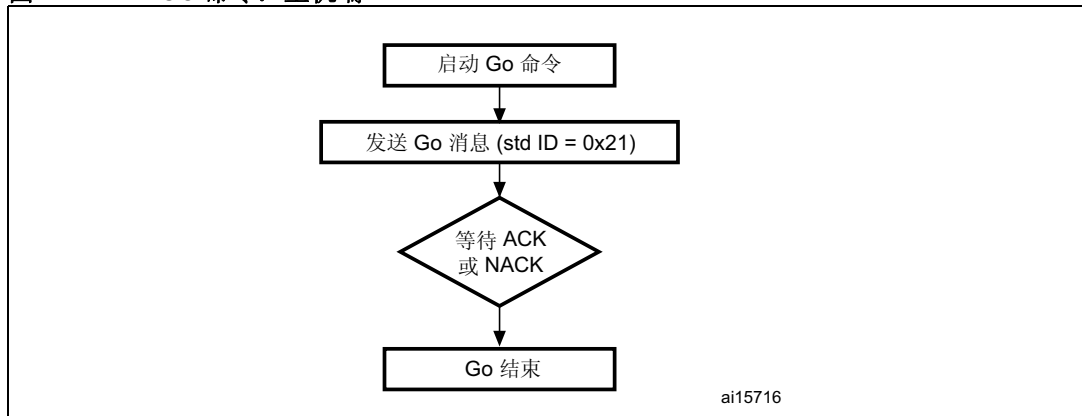 启动 Go 命令
发送 Go 消息 (std ID = 0x21)
等待 ACK
或 NACK
Go 结束
ai15716